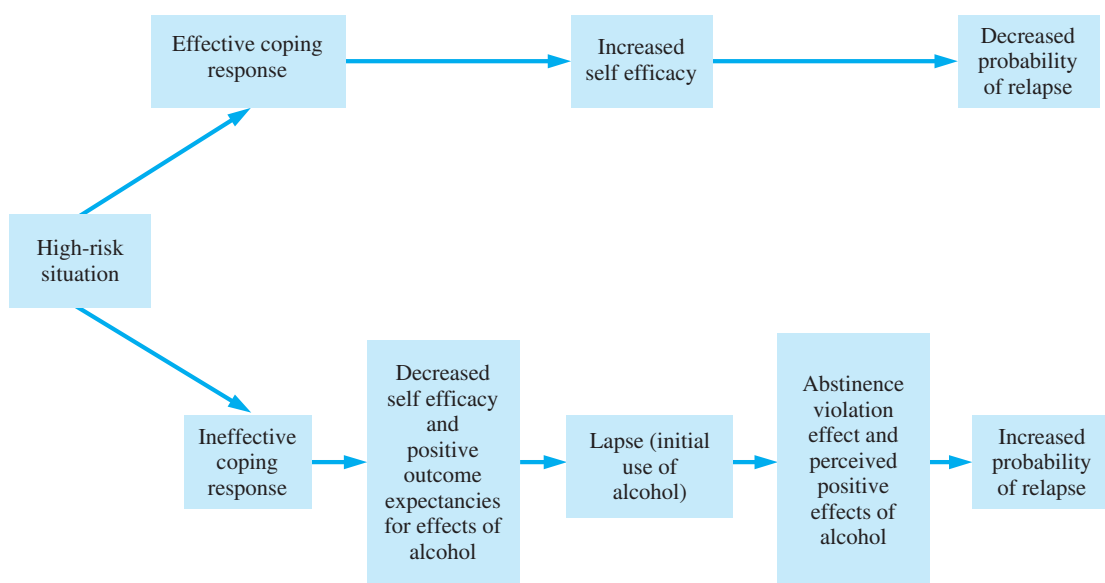 Effective coping
response
Increased
self efficacy
Decreased
probability
of relapse
High-risk
situation
Ineffective
coping
response
Decreased
self efficacy
and
positive
outcome
expectancies
for effects of
alcohol
Lapse (initial
use of
alcohol)
Abstinence
violation
effect and
perceived
positive
effects of
alcohol
Increased
probability
of relapse